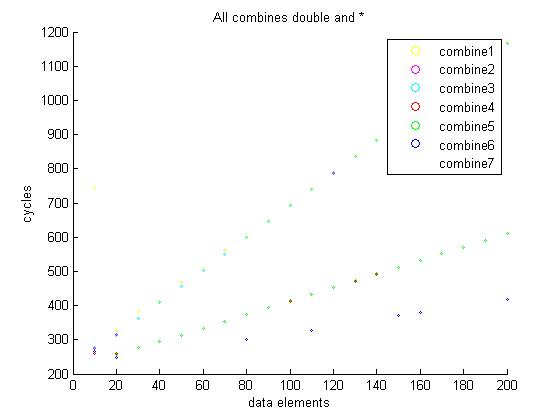 All combines double and *
1200
1100
1000
900
800
700
600
500
400
300
200
cycles
combine1
combine2
combine3
combine4
combine5
combine6
combine7
0 20 40 60 80 100 120 140 160 180 200
data elements